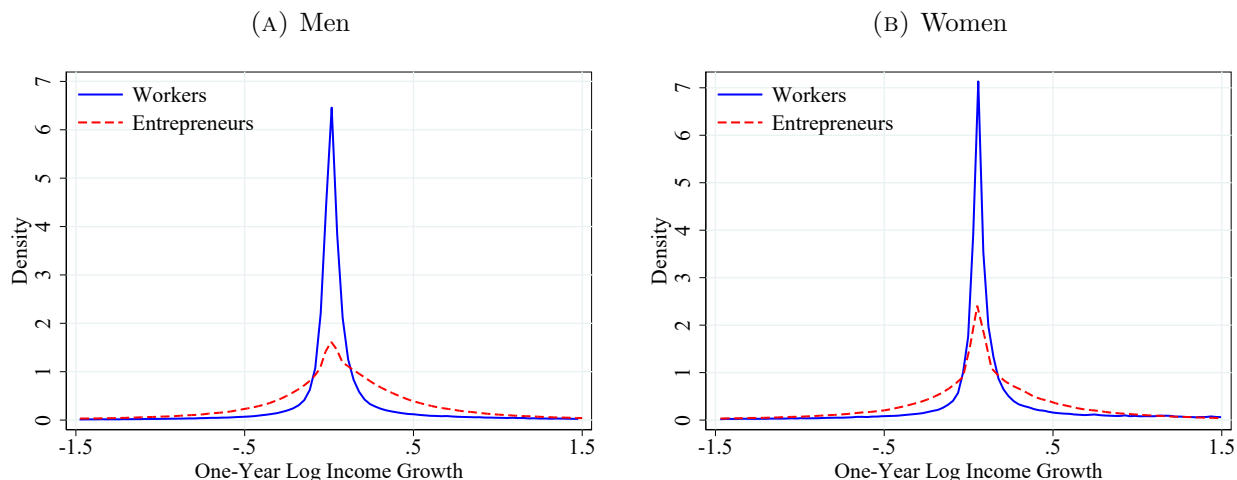 (A) Men
Workers
Entrepreneurs
Density
0 1 2 3 4 5 6 7
-1.5 -.5 .5 1.5
One-Year Log Income Growth
(B) Women
Workers
Entrepreneurs
Density
0 1 2 3 4 5 6 7
-1.5 -.5 .5 1.5
One-Year Log Income Growth